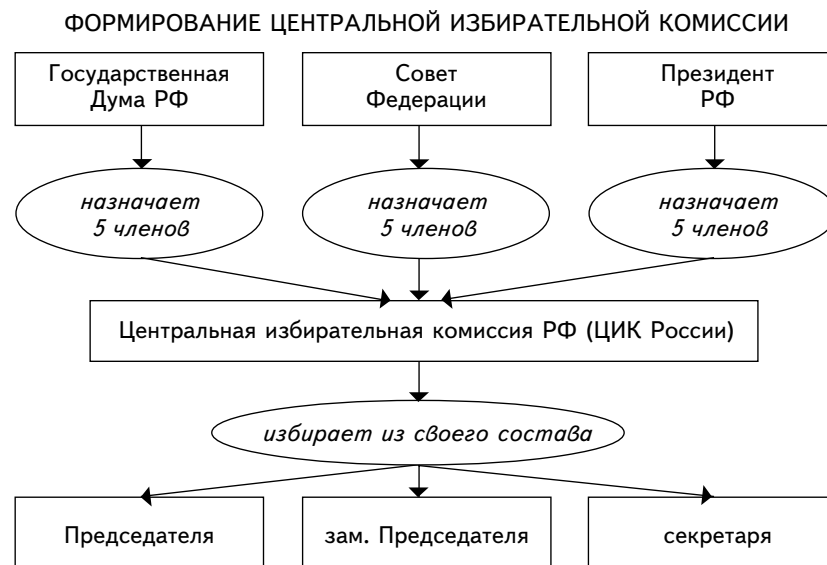 ФОРМИРОВАНИЕ ЦЕНТРАЛЬНОЙ ИЗБИРАТЕЛЬНОЙ КОМИССИИ
Государственная
Дума РФ
Совет
Федерации
Президент
РФ
назначает
5 членов
назначает
5 членов
назначает
5 членов
Центральная избирательная комиссия РФ (ЦИК России)
избирает из своего состава
Председателя
зам. Председателя
секретаря